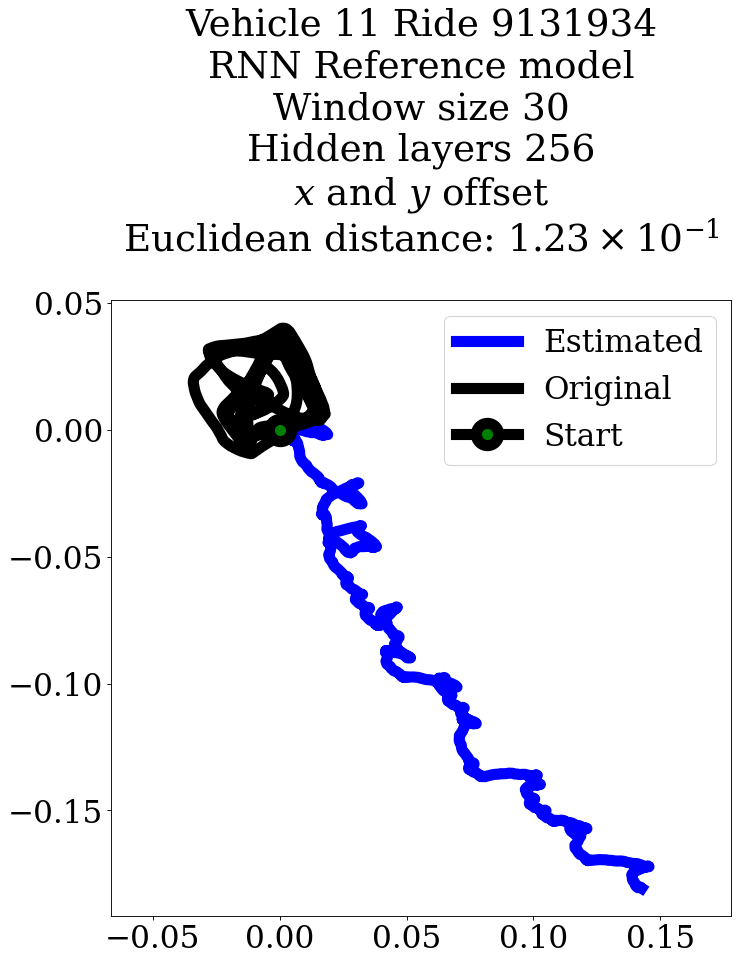 Vehicle 11 Ride 9131934
RNN Reference model
Window size 30
Hidden layers 256
x and y offset
Euclidean distance: 1.23 × 10⁻¹
Estimated
Original
Start
0.05
0.00
−0.05
−0.10
−0.15
−0.05 0.00 0.05 0.10 0.15